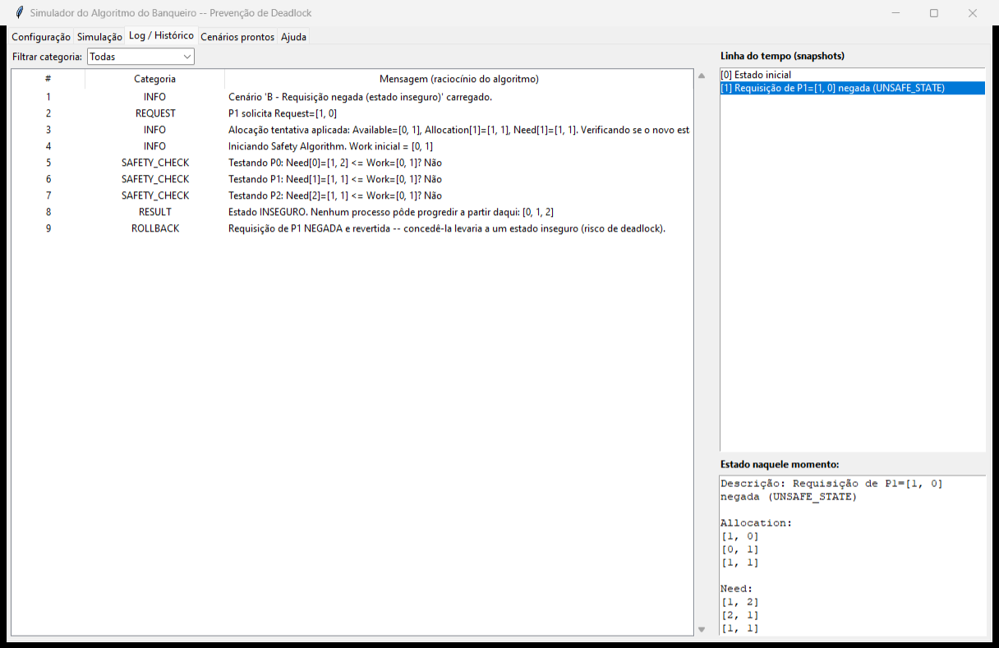 Simulador do Algoritmo do Banqueiro -- Prevenção de Deadlock
Configuração Simulação Log / Histórico Cenários prontos Ajuda
Filtrar categoria: Todas
# Categoria Mensagem (raciocínio do algoritmo)
1 INFO Cenário 'B - Requisição negada (estado inseguro)' carregado.
2 REQUEST P1 solicita Request=[1, 0]
3 INFO Alocação tentativa aplicada: Available=[0, 1], Allocation[1]=[1, 1], Need[1]=[1, 1]. Verificando se o novo est
4 INFO Iniciando Safety Algorithm. Work inicial = [0, 1]
5 SAFETY_CHECK Testando P0: Need[0]=[1, 2] <= Work=[0, 1]? Não
6 SAFETY_CHECK Testando P1: Need[1]=[1, 1] <= Work=[0, 1]? Não
7 SAFETY_CHECK Testando P2: Need[2]=[1, 1] <= Work=[0, 1]? Não
8 RESULT Estado INSEGURO. Nenhum processo pôde progredir a partir daqui: [0, 1, 2]
9 ROLLBACK Requisição de P1 NEGADA e revertida -- concedê-la levaria a um estado inseguro (risco de deadlock).
Linha do tempo (snapshots)
[0] Estado inicial
[1] Requisição de P1=[1, 0] negada (UNSAFE_STATE)
Estado naquele momento:
Descrição: Requisição de P1=[1, 0]
negada (UNSAFE_STATE)
Allocation:
[1, 0]
[0, 1]
[1, 1]
Need:
[1, 2]
[2, 1]
[1, 1]